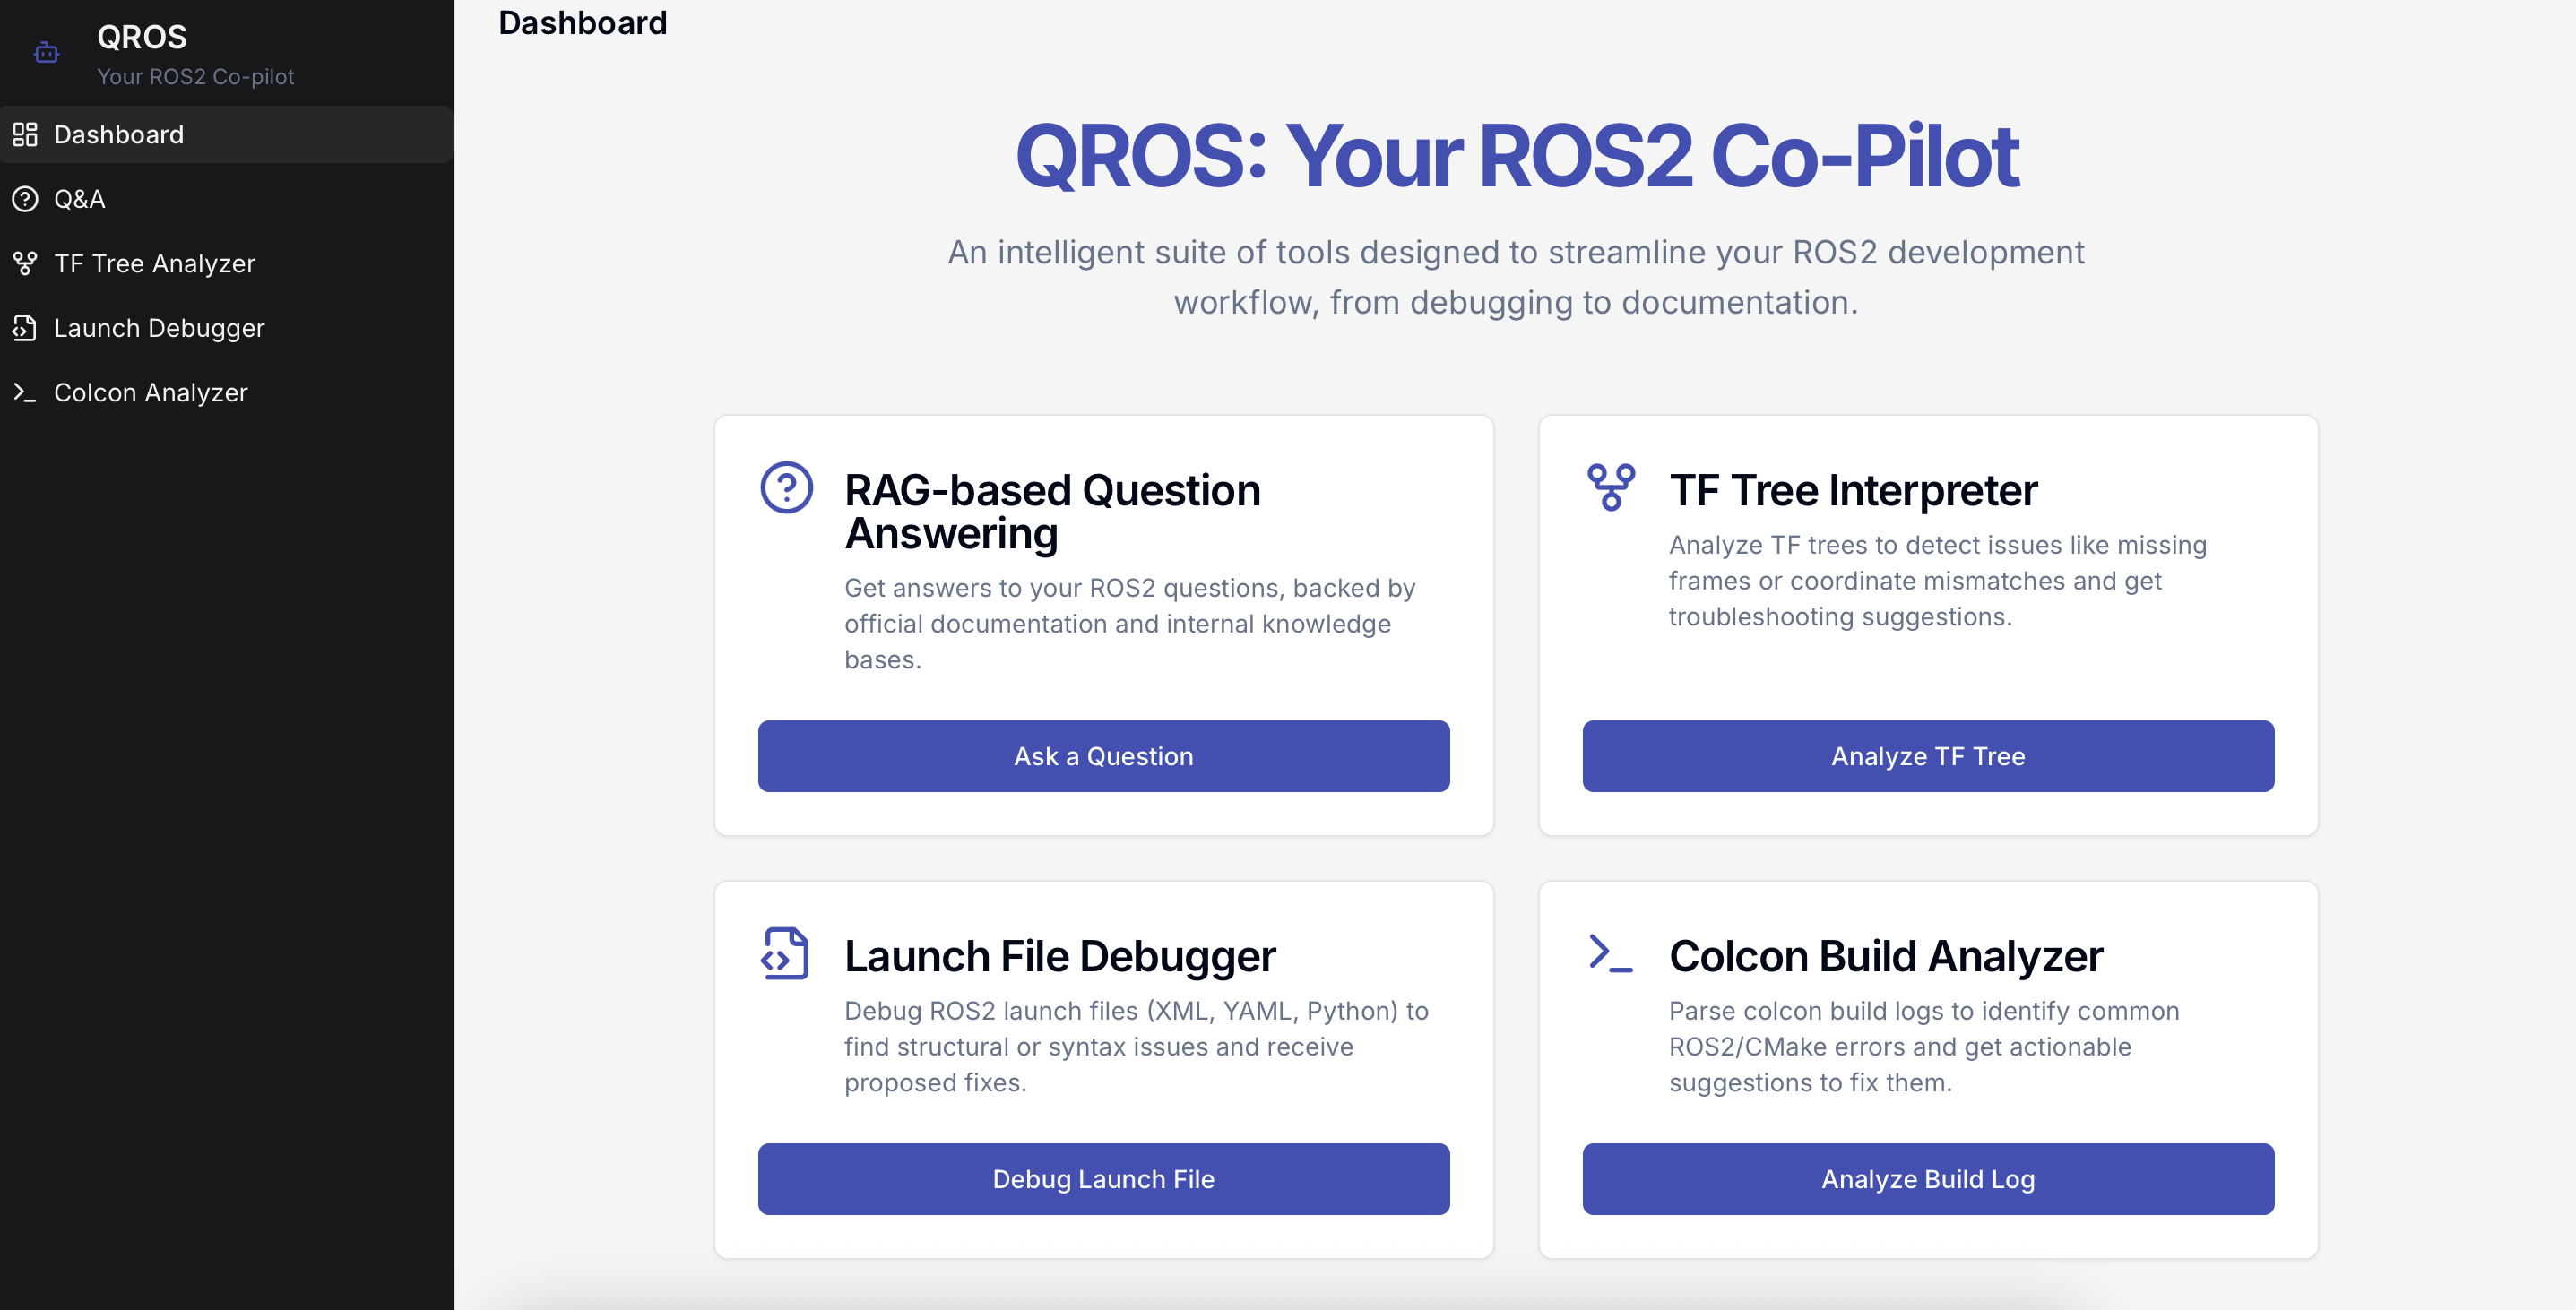 QROS
Your ROS2 Co-pilot
Dashboard
Q&A
TF Tree Analyzer
Launch Debugger
Colcon Analyzer
Dashboard
QROS: Your ROS2 Co-Pilot
An intelligent suite of tools designed to streamline your ROS2 development
workflow, from debugging to documentation.
RAG-based Question
Answering
Get answers to your ROS2 questions, backed by
official documentation and internal knowledge
bases.
Ask a Question
TF Tree Interpreter
Analyze TF trees to detect issues like missing
frames or coordinate mismatches and get
troubleshooting suggestions.
Analyze TF Tree
Launch File Debugger
Debug ROS2 launch files (XML, YAML, Python) to
find structural or syntax issues and receive
proposed fixes.
Debug Launch File
Colcon Build Analyzer
Parse colcon build logs to identify common
ROS2/CMake errors and get actionable
suggestions to fix them.
Analyze Build Log